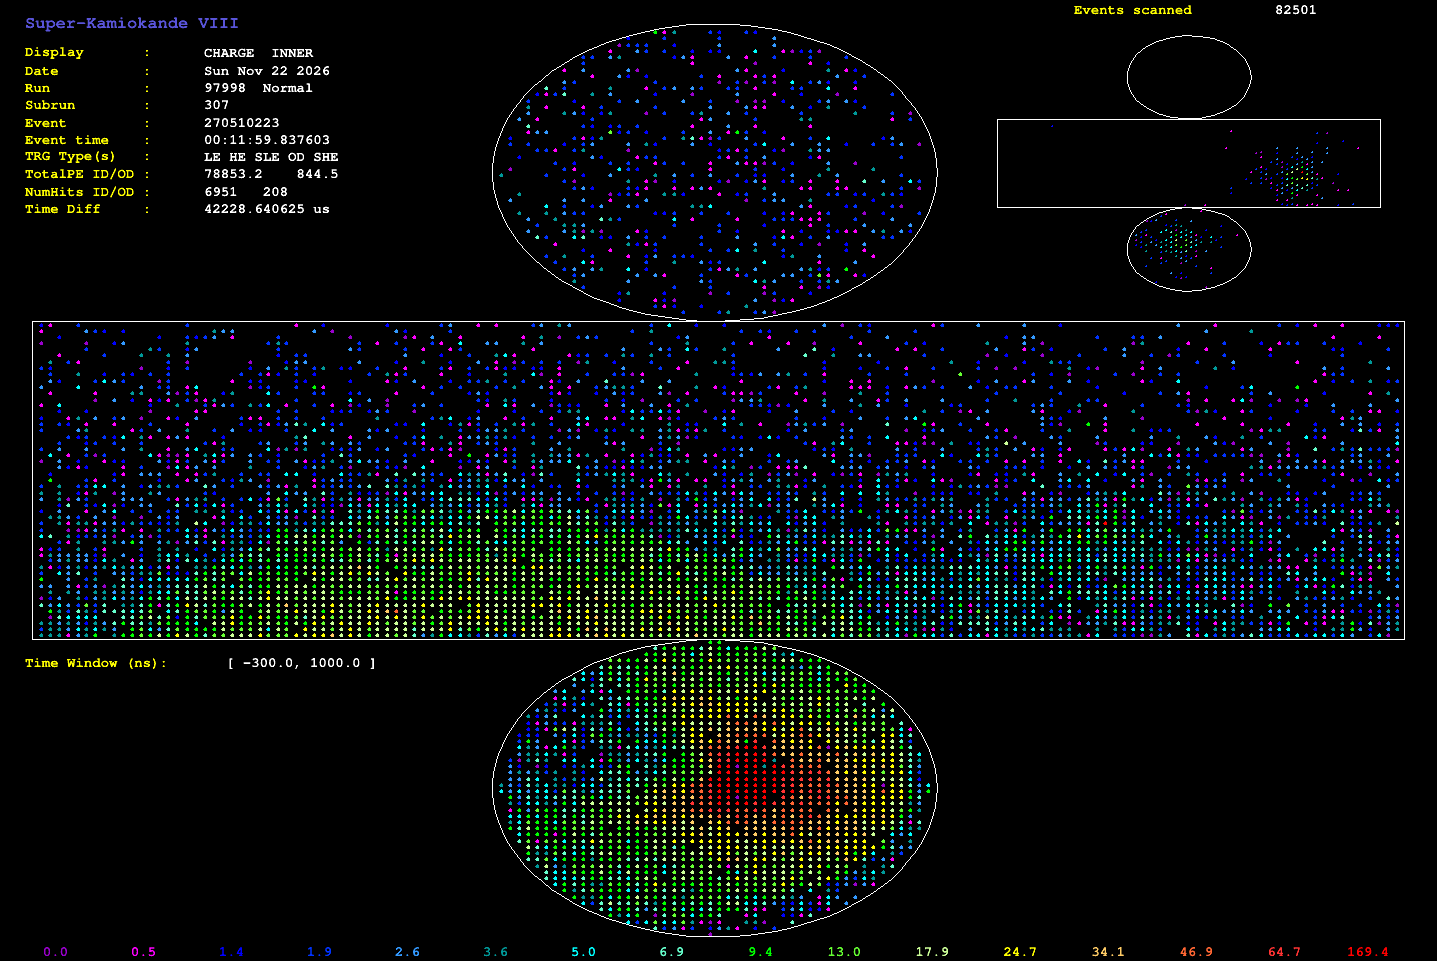 Super-Kamiokande VIII
Events scanned 82501
Display : CHARGE INNER
Date : Sun Nov 22 2026
Run : 97998 Normal
Subrun : 307
Event : 270510223
Event time : 00:11:59.837603
TRG Type(s) : LE HE SLE OD SHE
TotalPE ID/OD : 78853.2 844.5
NumHits ID/OD : 6951 208
Time Diff : 42228.640625 us
Time Window (ns): [ -300.0, 1000.0 ]
0.0 0.5 1.4 1.9 2.6 3.6 5.0 6.9 9.4 13.0 17.9 24.7 34.1 46.9 64.7 169.4